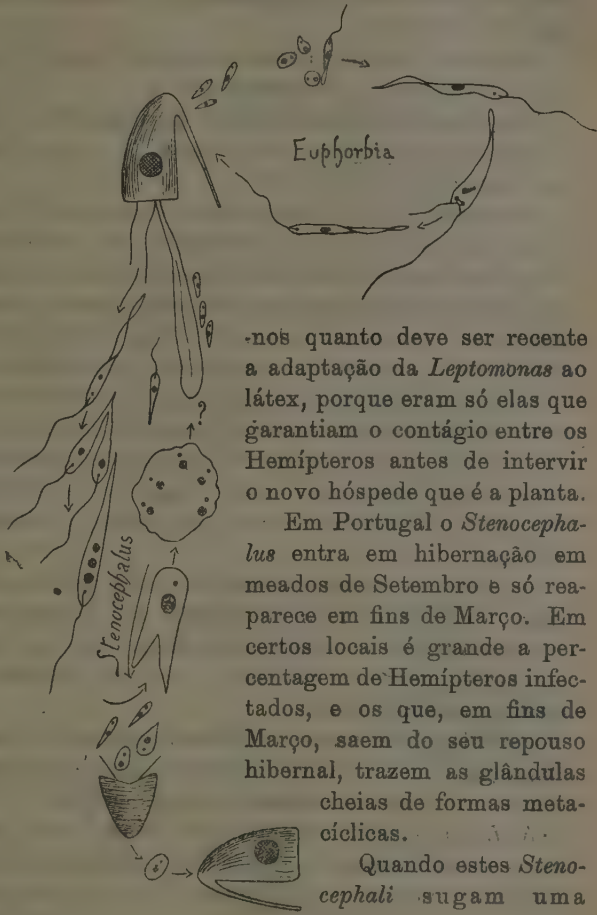 Euphorbia
-nos quanto deve ser recente
a adaptação da Leptomonas ao
látex, porque eram só elas que
garantiam o contágio entre os
Hemípteros antes de intervir
o novo hóspede que é a planta.
Em Portugal o Stenocepha-
lus entra em hibernação em
meados de Setembro e só rea-
parece em fins de Março. Em
certos locais é grande a per-
centagem de Hemípteros infec-
tados, e os que, em fins de
Março, saem do seu repouso
hibernal, trazem as glândulas
cheias de formas meta-
cíclicas.
Quando estes Steno-
cephali sugam uma
?
Stenocephalus
?